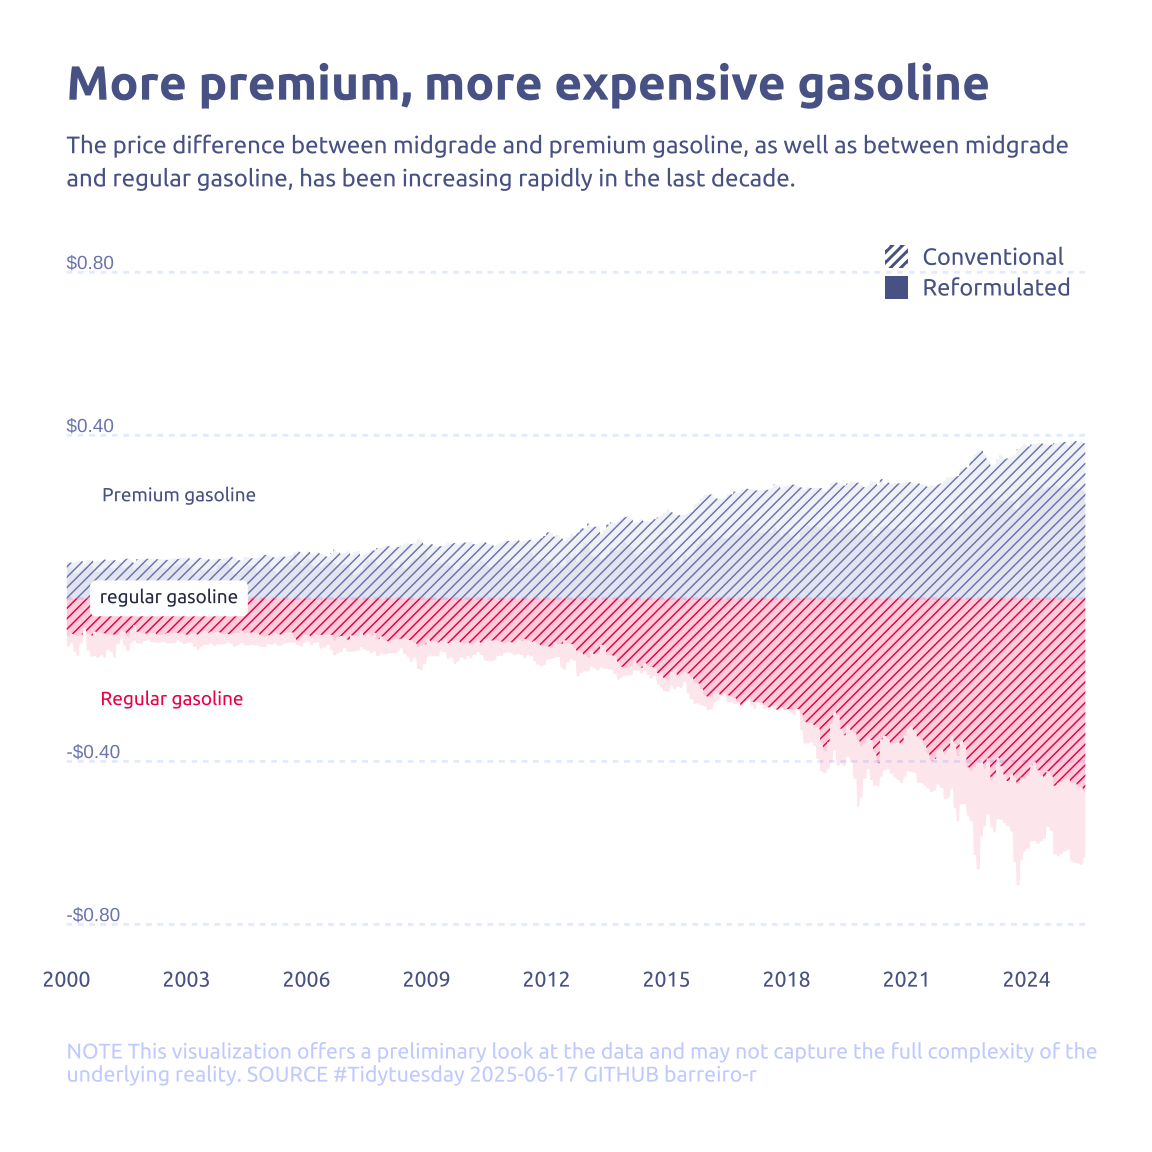 More premium, more expensive gasoline
The price difference between midgrade and premium gasoline, as well as between midgrade
and regular gasoline, has been increasing rapidly in the last decade.
$0.80
Conventional
Reformulated
$0.40
Premium gasoline
regular gasoline
Regular gasoline
-$0.40
-$0.80
2000 2003 2006 2009 2012 2015 2018 2021 2024
NOTE This visualization offers a preliminary look at the data and may not capture the full complexity of the
underlying reality. SOURCE #Tidytuesday 2025-06-17 GITHUB barreiro-r